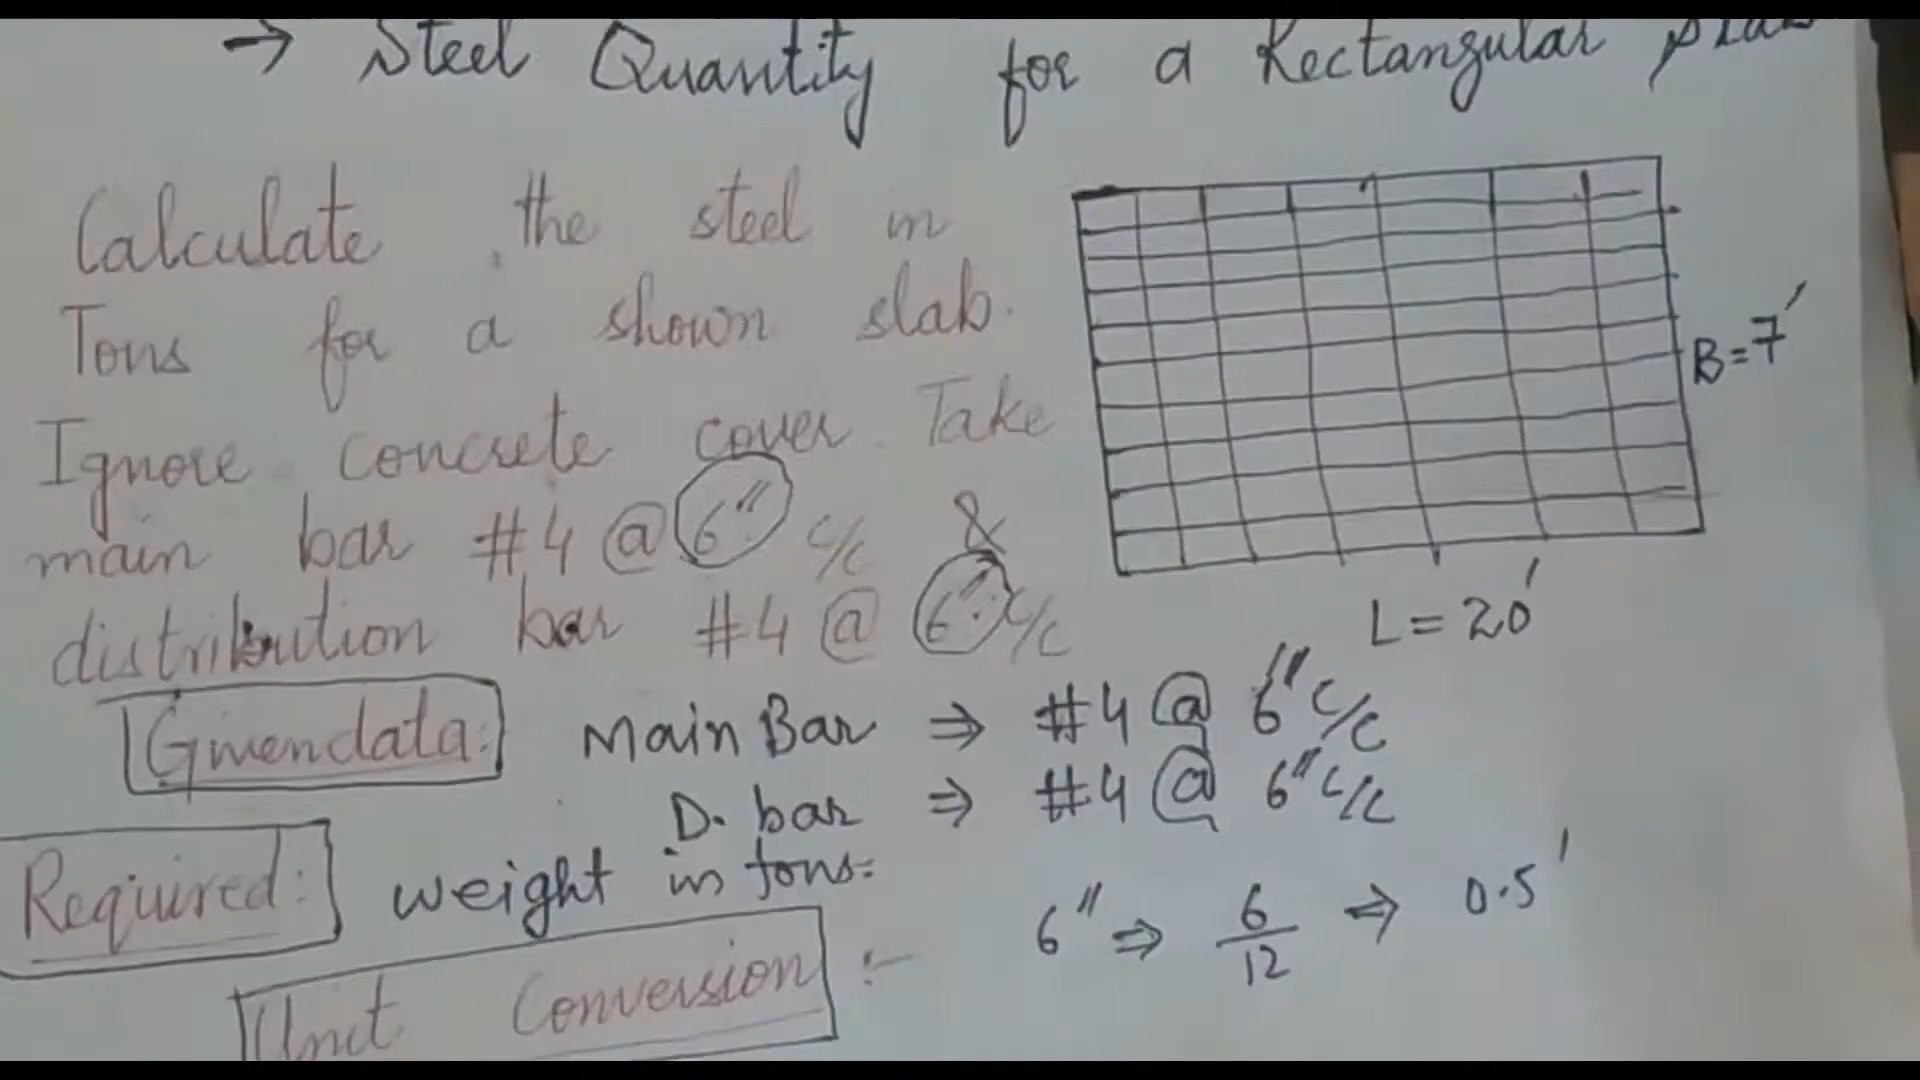 → Steel Quantity for a Rectangular slab
Calculate the steel in
Tons for a shown slab.
Ignore concrete cover. Take
main bar #4 @ 6" c/c &
distribution bar #4 @ 6" c/c
B=7'
L=20'
Given data: Main Bar ⇒ #4 @ 6" c/c
D. bar ⇒ #4 @ 6" c/c
Required: weight in tons=
6" ⇒ 6/12 ⇒ 0.5'
Unit Conversion :-